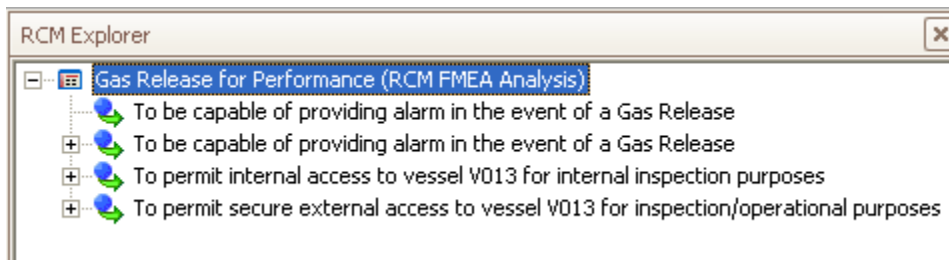 RCM Explorer
Gas Release for Performance (RCM FMEA Analysis)
To be capable of providing alarm in the event of a Gas Release
To be capable of providing alarm in the event of a Gas Release
To permit internal access to vessel V013 for internal inspection purposes
To permit secure external access to vessel V013 for inspection/operational purposes